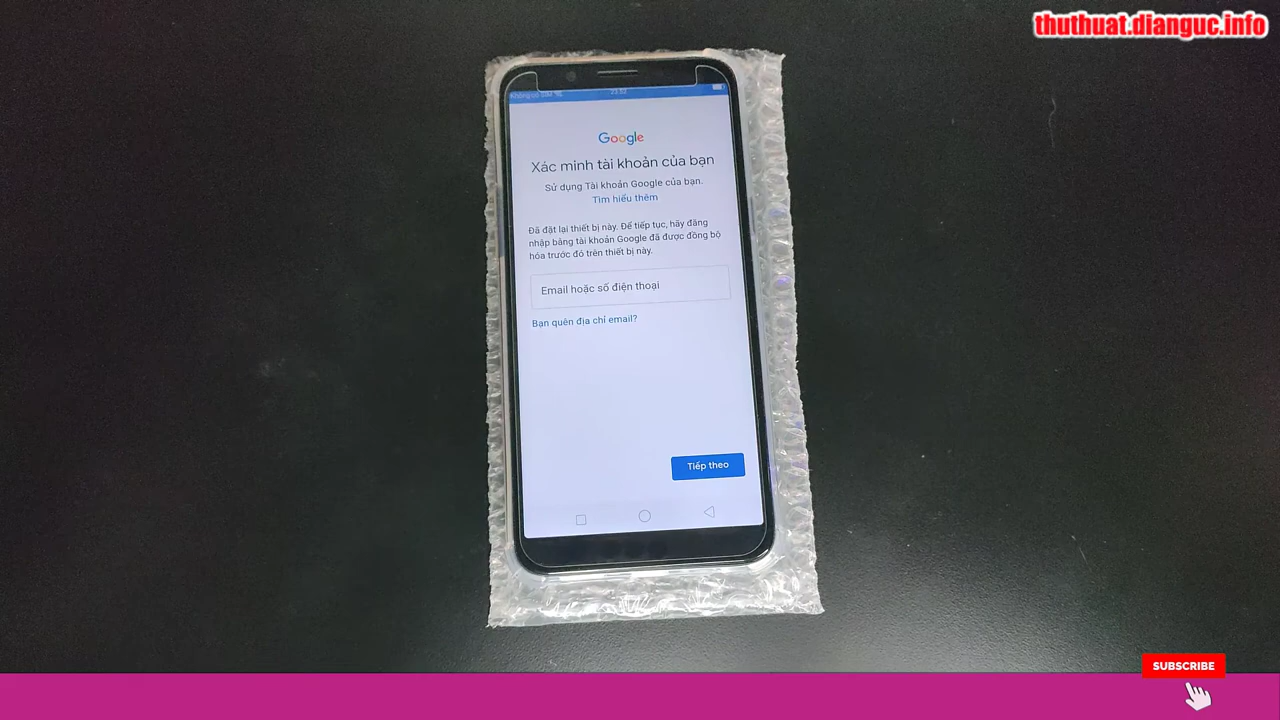 thuthuat.dianguc.info
23:53
Google
Xác minh tài khoản của bạn
Sử dụng Tài khoản Google của bạn.
Tìm hiểu thêm
Đã đặt lại thiết bị này. Để tiếp tục, hãy đăng
nhập bằng tài khoản Google đã được đồng bộ
hóa trước đó trên thiết bị này.
Email hoặc số điện thoại
Bạn quên địa chỉ email?
Tiếp theo
SUBSCRIBE